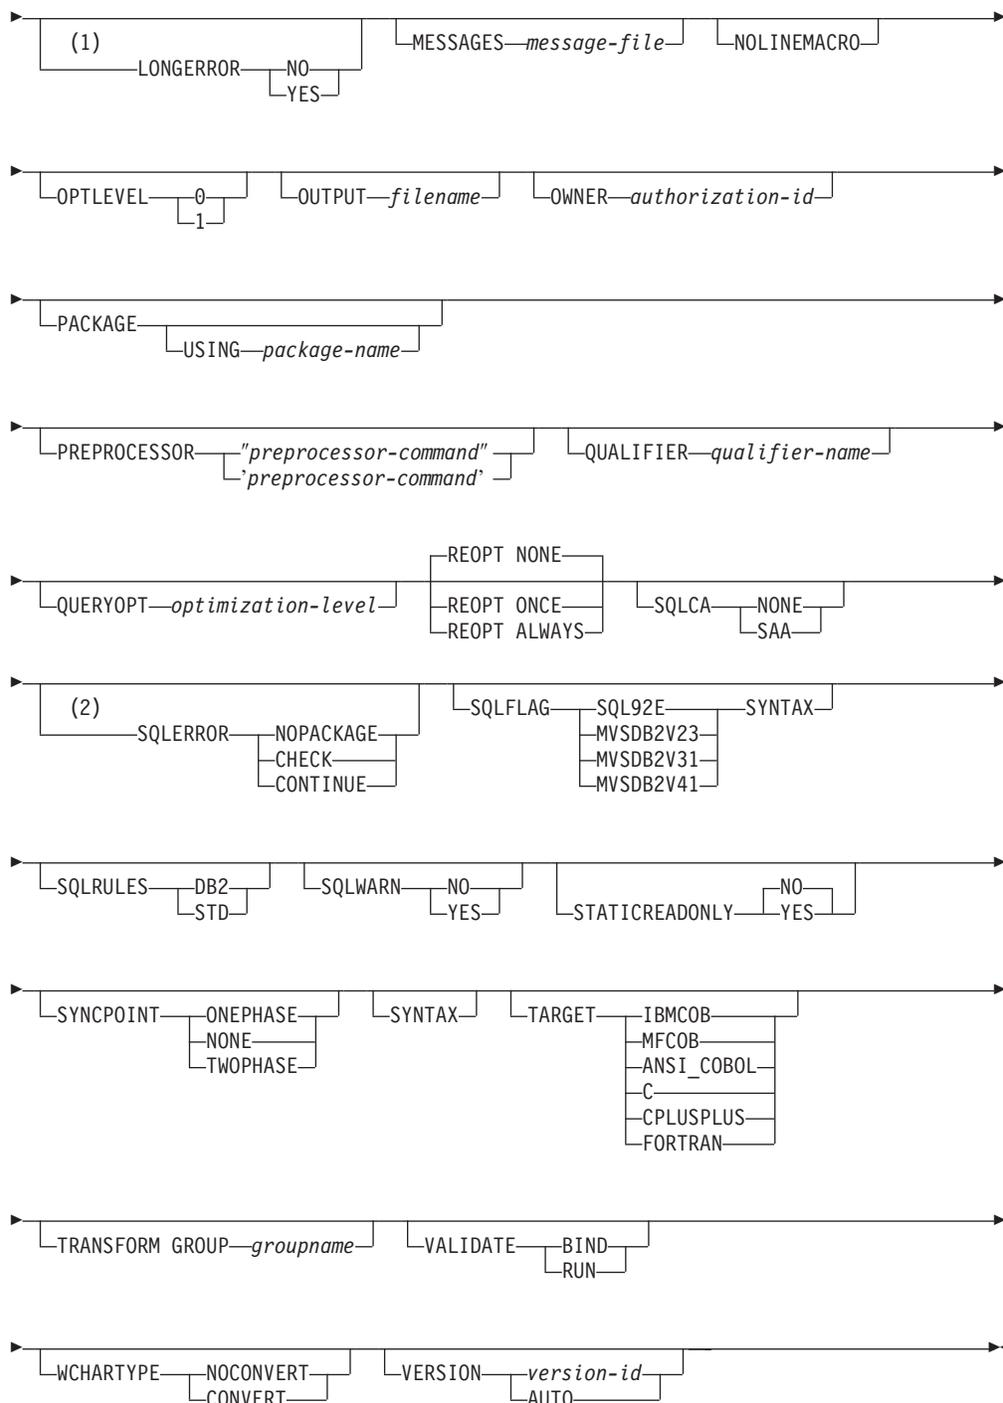 (1) MESSAGES message-file NOLINEMACRO
LONGERROR NO
YES
OPTLEVEL 0 OUTPUT filename OWNER authorization-id
1
PACKAGE
USING package-name
PREPROCESSOR "preprocessor-command" QUALIFIER qualifier-name
'preprocessor-command'
REOPT NONE
QUERYOPT optimization-level REOPT ONCE SQLCA NONE
REOPT ALWAYS SAA
(2) SQLFLAG SQL92E SYNTAX
SQLERROR NOPACKAGE MVSDB2V23
CHECK MVSDB2V31
CONTINUE MVSDB2V41
SQLRULES DB2 SQLWARN NO NO
STD YES STATICREADONLY YES
SYNCPOINT ONEPHASE SYNTAX TARGET IBMCOB
NONE MFCOB
TWOPHASE ANSI_COBOL
C
CPLUSPLUS
FORTRAN
TRANSFORM GROUP groupname VALIDATE BIND
RUN
WCHARTYPE NOCONVERT VERSION version-id
CONVERT AUTO